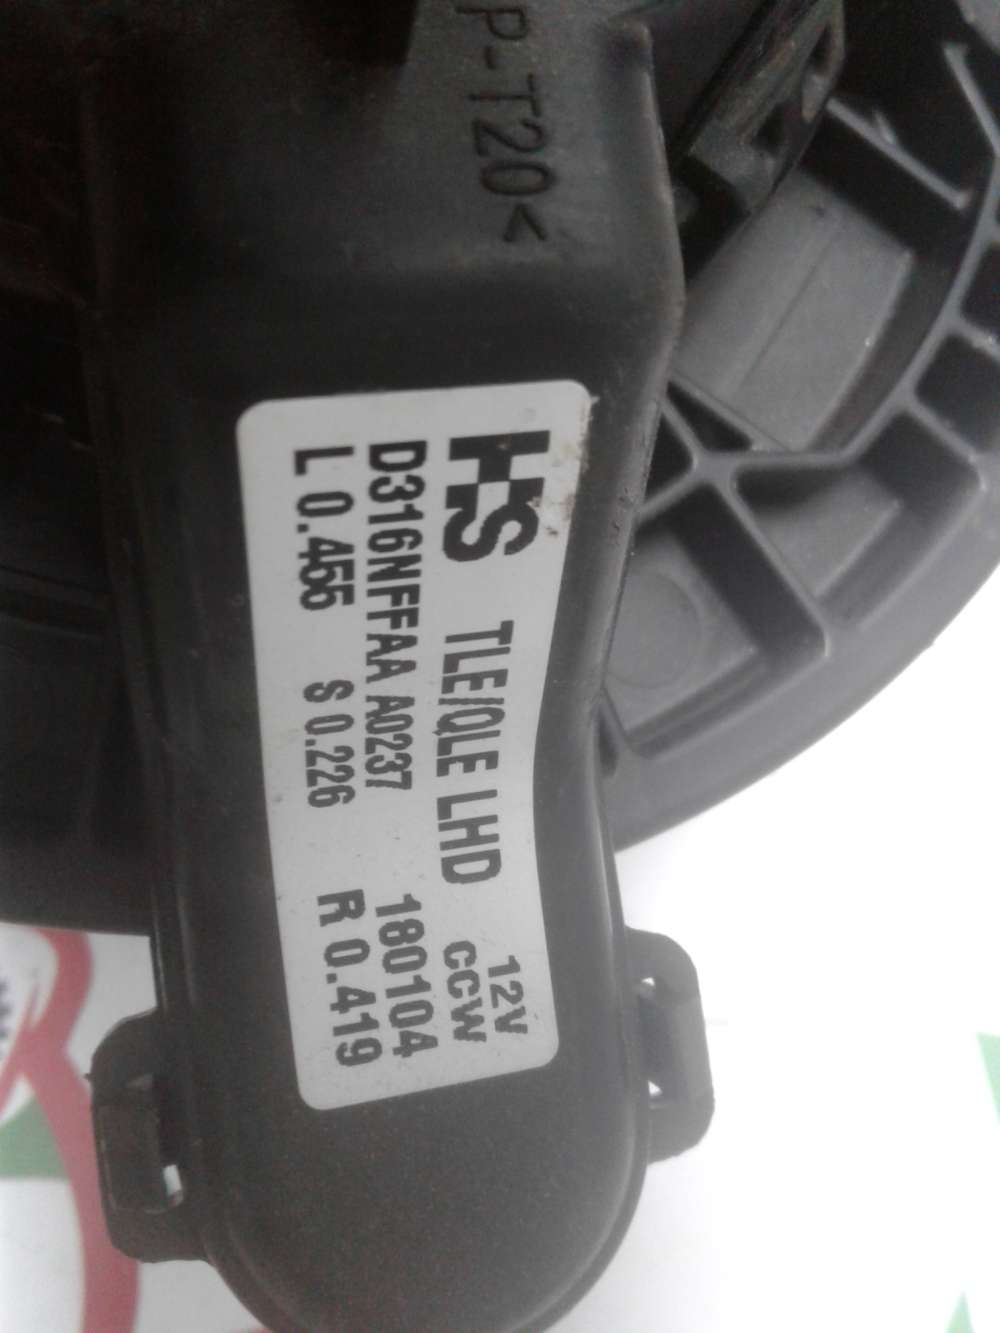 P-T20<
HS TLE/QLE LHD 12V CCW
D316NFFAA A0237 180104
L 0.455 S 0.226 R 0.419